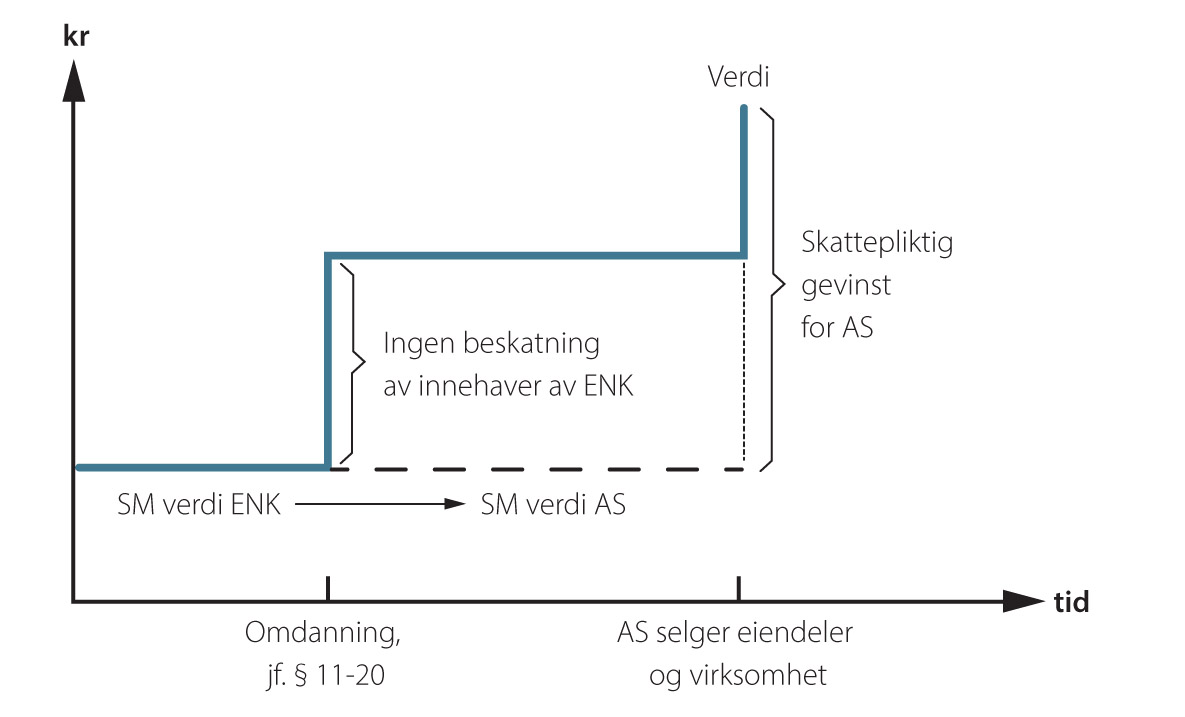 kr
Verdi
Skattepliktig
gevinst
for AS
Ingen beskatning
av innehaver av ENK
SM verdi ENK
SM verdi AS
tid
Omdanning,
jf. § 11-20
AS selger eiendeler
og virksomhet